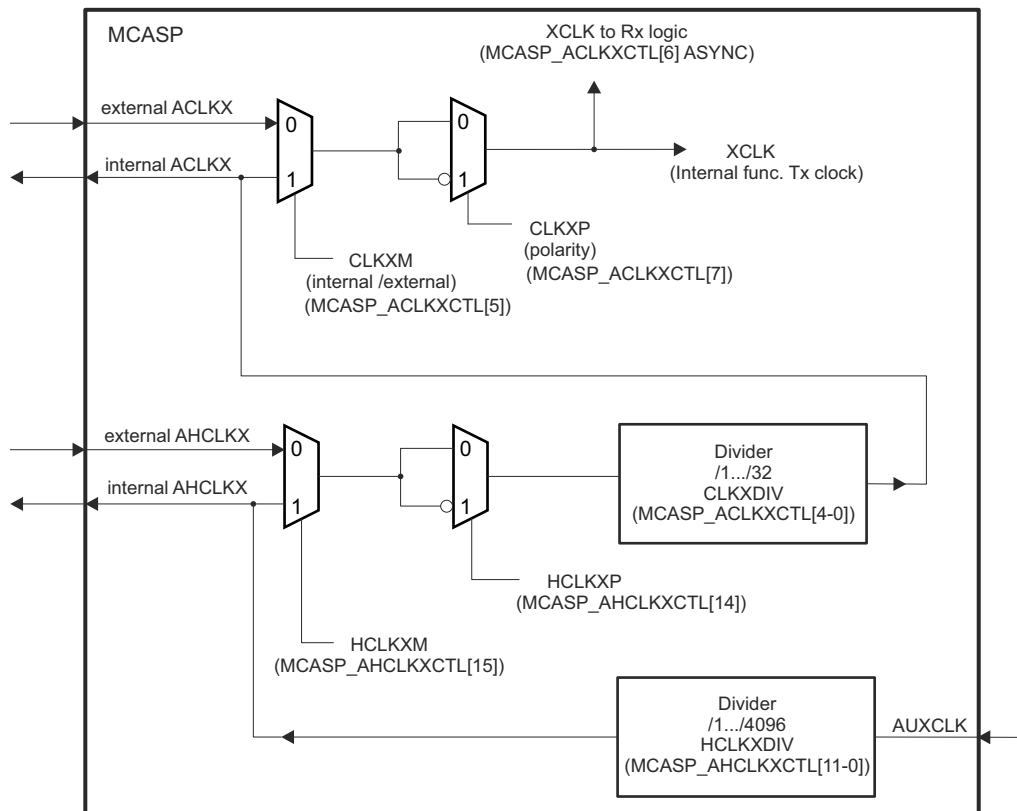 MCASP
XCLK to Rx logic
(MCASP_ACLKXCTL[6] ASYNC)
external ACLKX
0
0
internal ACLKX
1
1
XCLK
(Internal func. Tx clock)
CLKXP
(polarity)
(MCASP_ACLKXCTL[7])
CLKXM
(internal /external)
(MCASP_ACLKXCTL[5])
external AHCLKX
0
0
internal AHCLKX
1
1
Divider
/1.../32
CLKXDIV
(MCASP_ACLKXCTL[4-0])
HCLKXP
(MCASP_AHCLKXCTL[14])
HCLKXM
(MCASP_AHCLKXCTL[15])
Divider
/1.../4096
HCLKXDIV
(MCASP_AHCLKXCTL[11-0])
AUXCLK